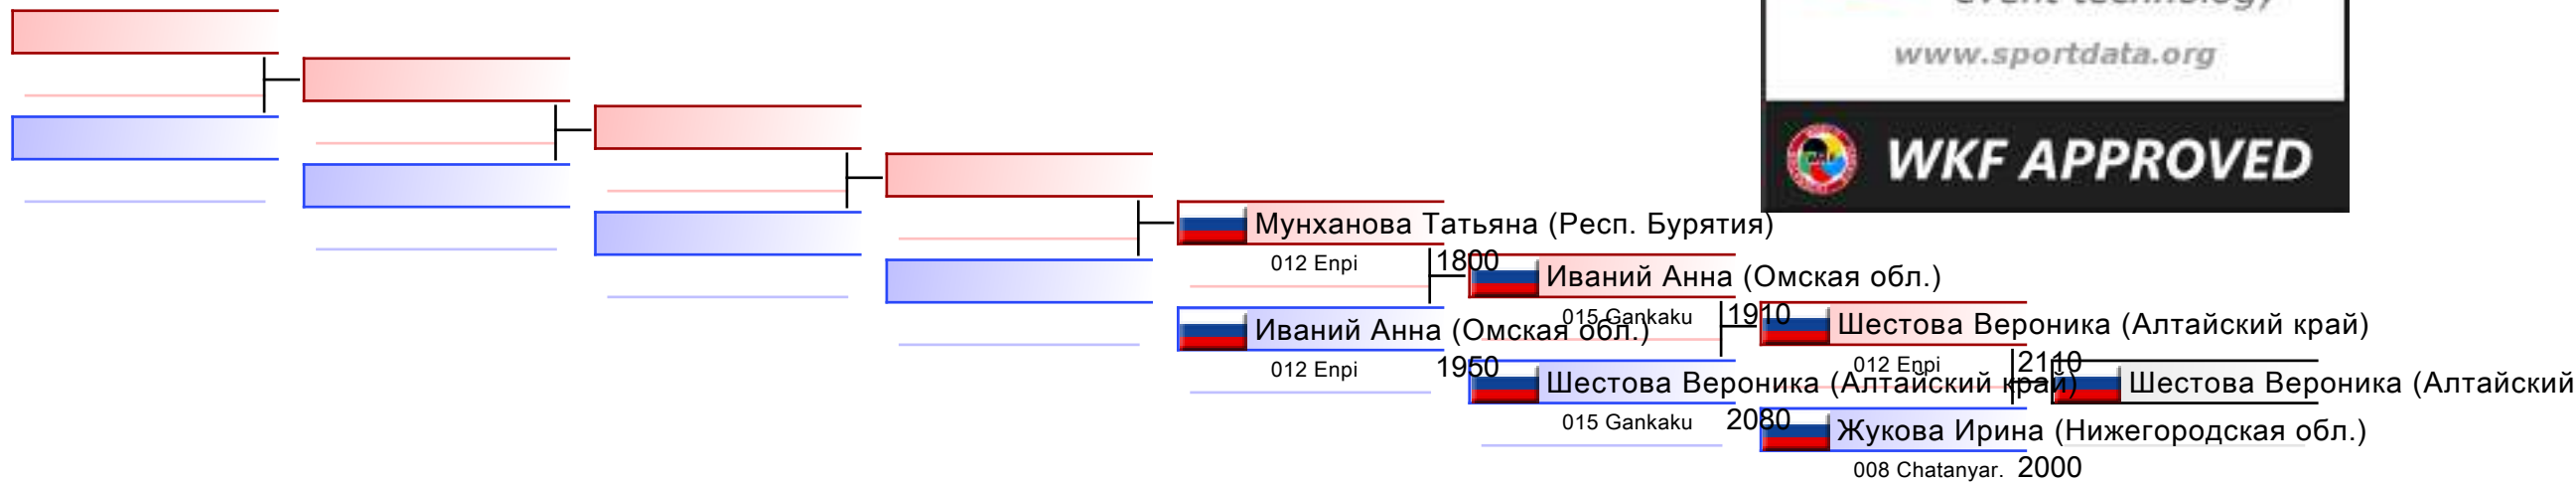 event technology
www.sportdata.org
WKF APPROVED
Мунханова Татьяна (Респ. Бурятия)
012 Enpi 1800
Иваний Анна (Омская обл.)
015 Gankaku 1910
Иваний Анна (Омская обл.)
012 Enpi 1950
Шестова Вероника (Алтайский край)
012 Enpi 2110
Шестова Вероника (Алтайский край)
015 Gankaku 2080
Шестова Вероника (Алтайский
Жукова Ирина (Нижегородская обл.)
008 Chatanyar. 2000